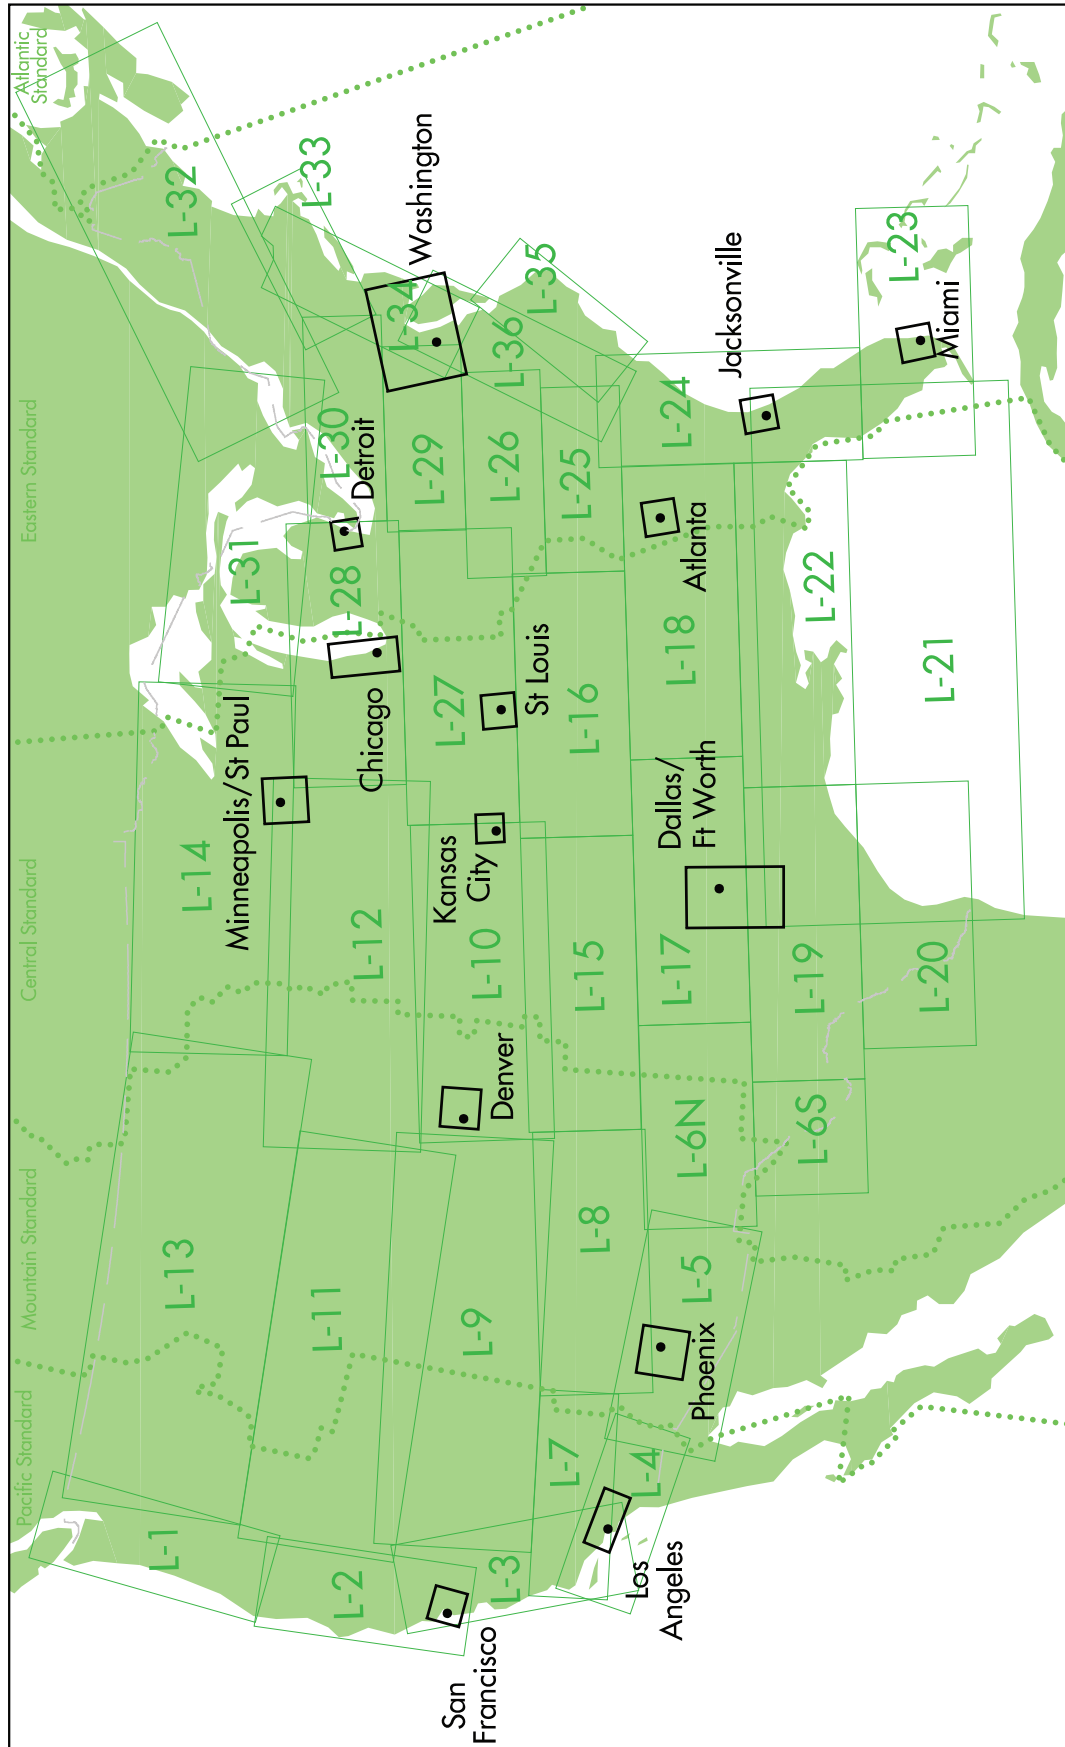 Pacific Standard
Mountain Standard
Central Standard
Eastern Standard
Atlantic
Standard
L-1
L-13
L-14
L-32
L-31
L-33
Minneapolis/St Paul
L-2
L-11
L-12
L-28
L-30
Chicago
Detroit
L-34
Washington
San
Francisco
L-3
L-9
L-10
L-27
L-29
L-26
L-36
L-35
Denver
Kansas
City
St Louis
L-7
L-8
L-15
L-16
L-25
Los
Angeles
L-4
L-5
L-6N
L-17
L-18
L-24
Phoenix
Dallas/
Ft Worth
Atlanta
Jacksonville
L-6S
L-19
L-22
L-20
L-21
L-23
Miami